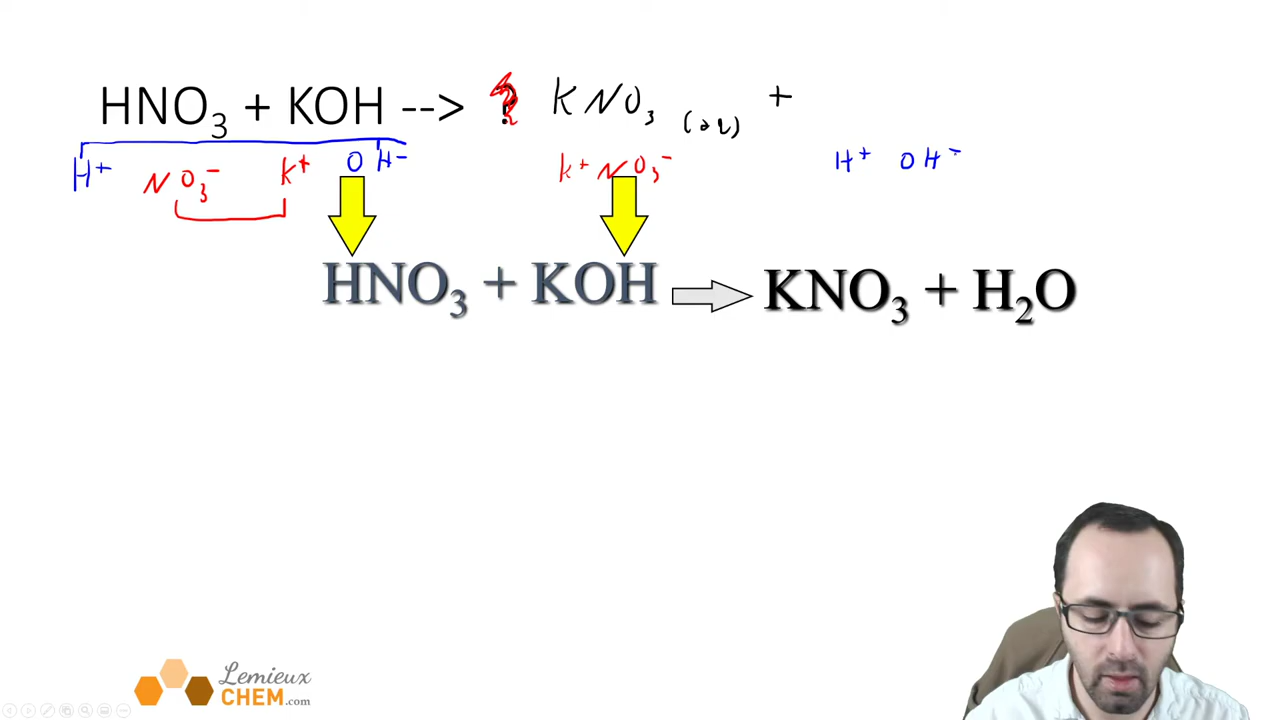 HNO₃ + KOH --> ? KNO₃ (aq) +
H⁺ NO₃⁻ K⁺ OH⁻ K⁺ NO₃⁻ H⁺ OH⁻
HNO₃ + KOH ⇨ KNO₃ + H₂O
Lemieux
CHEM.com